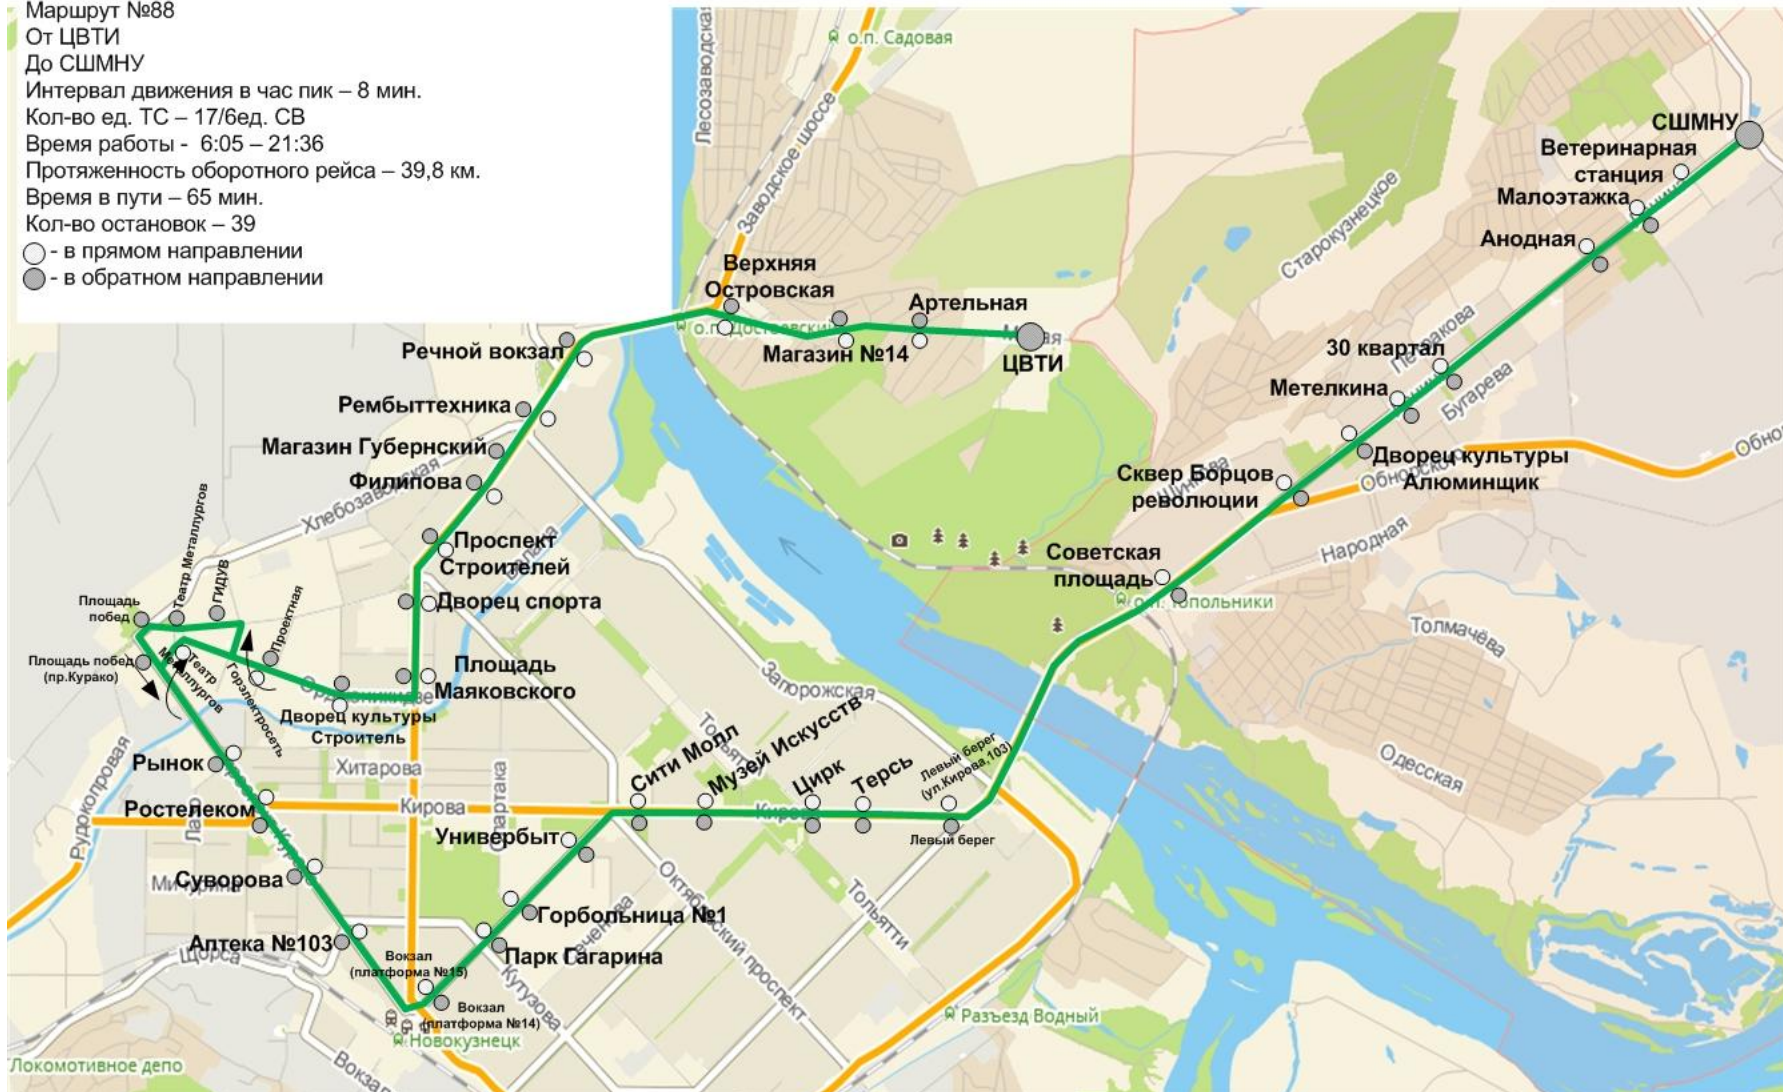 Маршрут №88
От ЦВТИ
До СШМНУ
Интервал движения в час пик – 8 мин.
Кол-во ед. ТС – 17/6ед. СВ
Время работы - 6:05 – 21:36
Протяженность оборотного рейса – 39,8 км.
Время в пути – 65 мин.
Кол-во остановок – 39
- в прямом направлении
- в обратном направлении
Лесозаводская
о.п. Садовая
Заводское шоссе
Старокузнецкое
СШМНУ
Ветеринарная
станция
Малоэтажка
Анодная
Верхняя
Островская
Артельная
Магазин №14
ЦВТИ
Речной вокзал
Рембыттехника
Магазин Губернский
Филипова
Хлебозаводская
Проспект
Строителей
Дворец спорта
Площадь
Маяковского
30 квартал
Петракова
Метелкина
Бугарева
Дворец культуры
Алюминщик
Обнорского
Сквер Борцов
революции
Народная
Советская
площадь
Толмачёва
Одесская
Площадь
побед
Театр Металлургов
ГИДУВ
Проектная
Площадь побед
(пр.Курако)
Театр
Металлургов
Горэлектросеть
Орджоникидзе
Дворец культуры
Строитель
Рынок
Хитарова
Рудокопровая
Ростелеком
Кирова
Суворова
Аптека №103
Щорса
Вокзал
(платформа №15)
Вокзал
(платформа №14)
Новокузнецк
Локомотивное депо
Универбыт
Горбольница №1
Парк Гагарина
Кутузова
Октябрьский проспект
Тольятти
Запорожская
Тольятти
Сити Молл
Музей Искусств
Цирк
Терсь
Кирова
Левый берег
(ул.Кирова,103)
Левый берег
Разъезд Водный